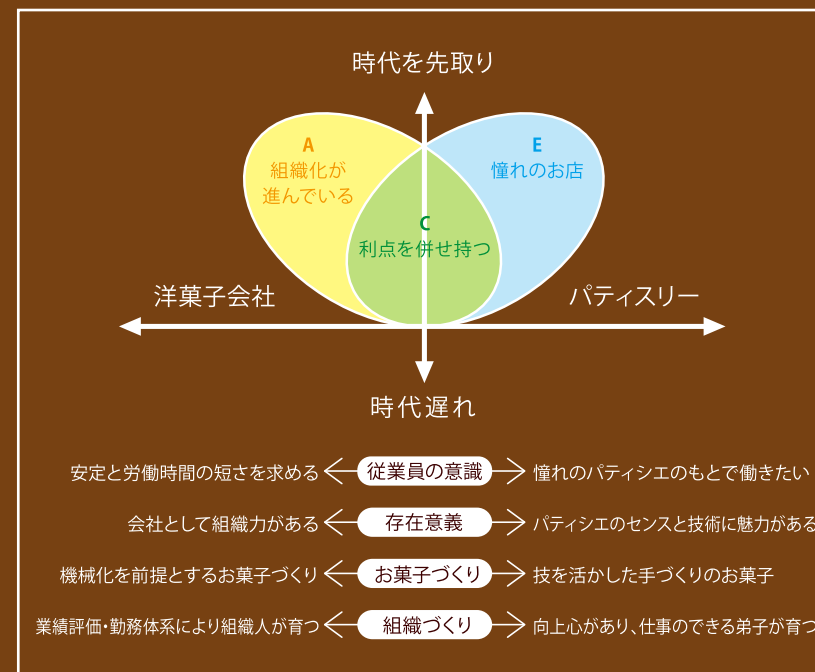 時代を先取り
A
組織化が
進んでいる
E
憧れのお店
C
利点を併せ持つ
洋菓子会社
パティスリー
時代遅れ
安定と労働時間の短さを求める 従業員の意識 憧れのパティシエのもとで働きたい
会社として組織力がある 存在意義 パティシエのセンスと技術に魅力がある
機械化を前提とするお菓子づくり お菓子づくり 技を活かした手づくりのお菓子
業績評価・勤務体系により組織人が育つ 組織づくり 向上心があり、仕事のできる弟子が育つ